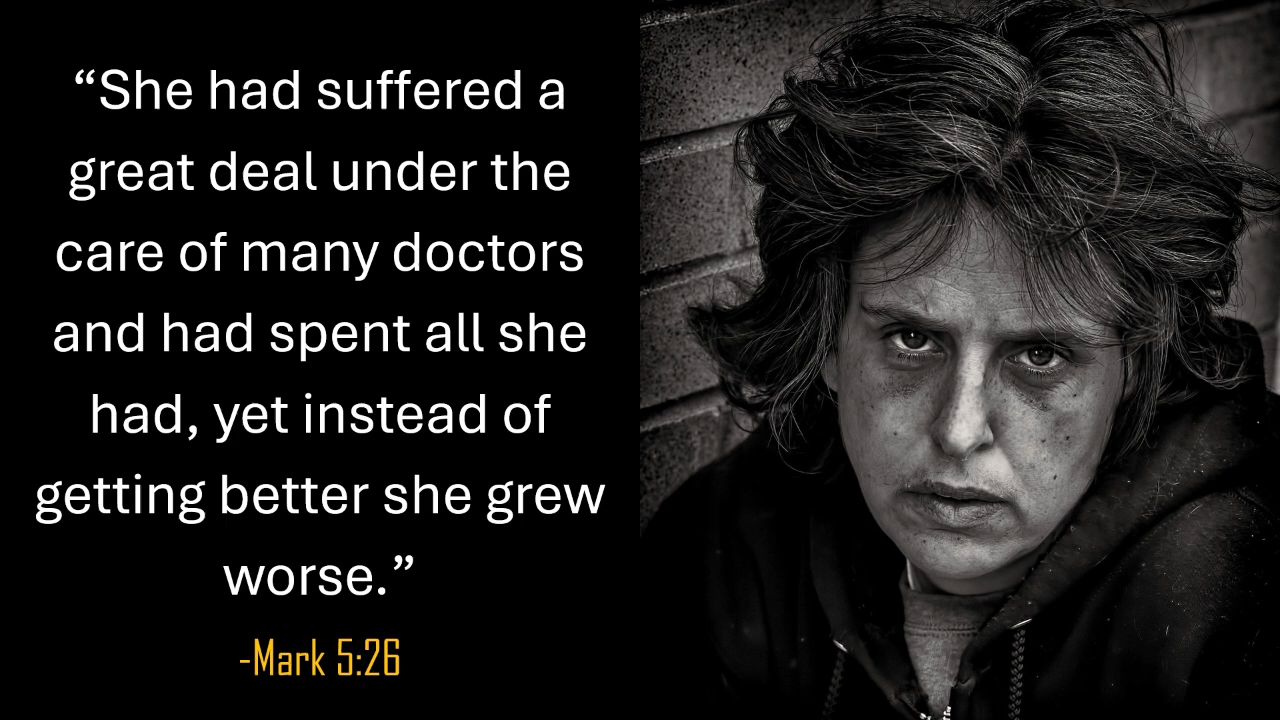 “She had suffered a
great deal under the
care of many doctors
and had spent all she
had, yet instead of
getting better she grew
worse.”
-Mark 5:26